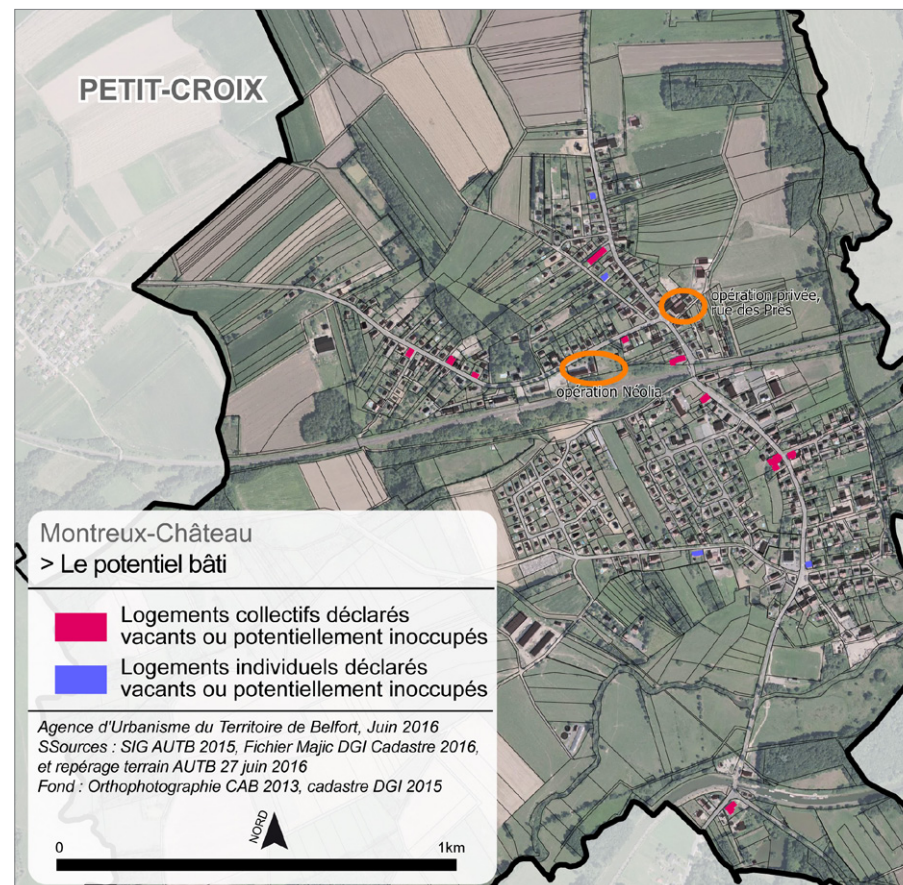 PETIT-CROIX
opération privée,
rue des Prés
opération Néolia
Montreux-Château
> Le potentiel bâti
Logements collectifs déclarés
vacants ou potentiellement inoccupés
Logements individuels déclarés
vacants ou potentiellement inoccupés
Agence d'Urbanisme du Territoire de Belfort, Juin 2016
SSources : SIG AUTB 2015, Fichier Majic DGI Cadastre 2016,
et repérage terrain AUTB 27 juin 2016
Fond : Orthophotographie CAB 2013, cadastre DGI 2015
NORD
0 1km